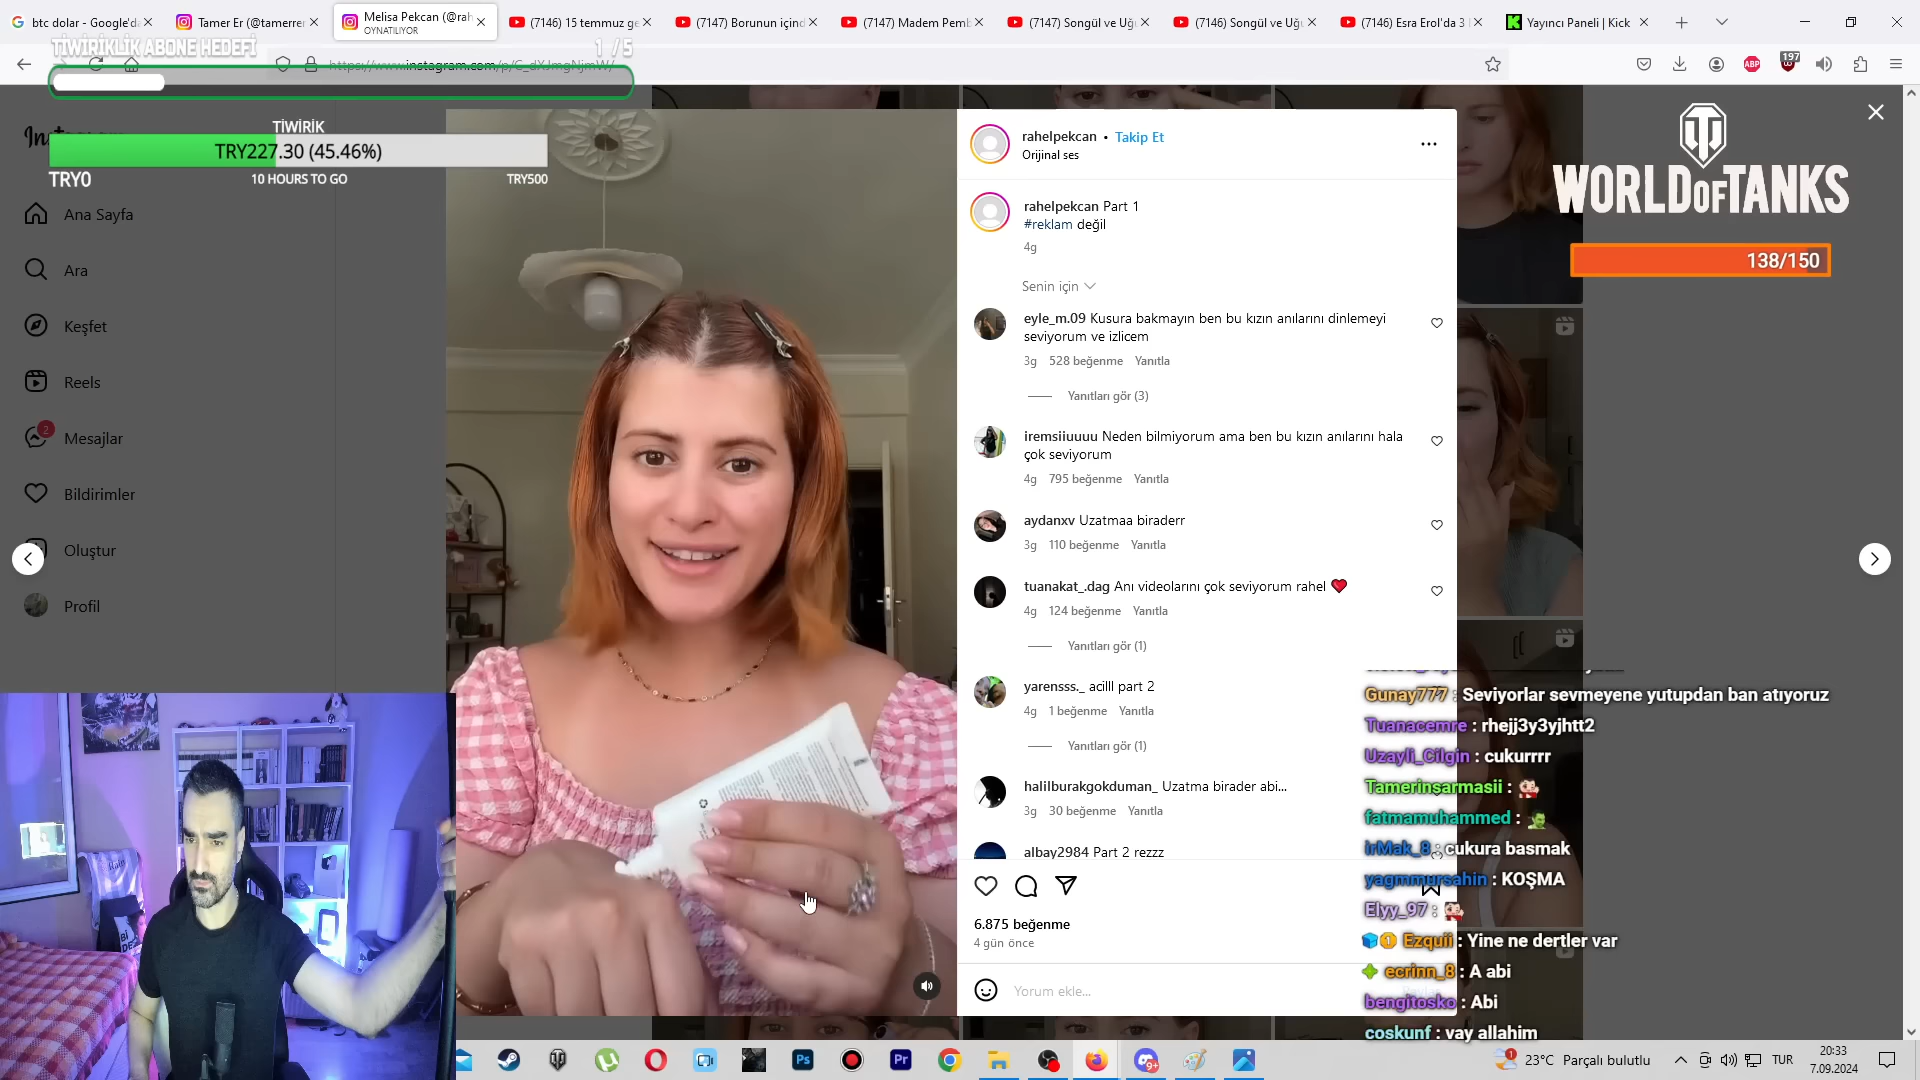 btc dolar - Google'da
Tamer Er (@tamerrer
Melisa Pekcan (@rah
OYNATILIYOR
(7146) 15 temmuz ge
(7147) Borunun içind
(7147) Madem Pemb
(7147) Songül ve Uğu
(7146) Songül ve Uğu
(7146) Esra Erol'da 3
Yayıncı Paneli | Kick
TİWİRİKLİK ABONE HEDEFİ
1 / 5
197
TİWİRİK
TRY227.30 (45.46%)
TRY0
10 HOURS TO GO
TRY500
Ana Sayfa
Ara
Keşfet
Reels
2
Mesajlar
Bildirimler
Oluştur
Profil
rahelpekcan • Takip Et
Orijinal ses
rahelpekcan Part 1
#reklam değil
4g
Senin için
eyle_m.09 Kusura bakmayın ben bu kızın anılarını dinlemeyi
seviyorum ve izlicem
3g 528 beğenme Yanıtla
Yanıtları gör (3)
iremsiiuuuu Neden bilmiyorum ama ben bu kızın anılarını hala
çok seviyorum
4g 795 beğenme Yanıtla
aydanxv Uzatmaa biraderr
3g 110 beğenme Yanıtla
tuanakat_.dag Anı videolarını çok seviyorum rahel ❤
4g 124 beğenme Yanıtla
Yanıtları gör (1)
yarensss._ acilll part 2
4g 1 beğenme Yanıtla
Yanıtları gör (1)
halilburakgokduman_ Uzatma birader abi...
3g 30 beğenme Yanıtla
albay2984 Part 2 rezzz
6.875 beğenme
4 gün önce
Yorum ekle...
WORLD OF TANKS
138/150
Gunay777 : Seviyorlar sevmeyene yutupdan ban atıyoruz
Tuanacemre : rhejj3y3yjhtt2
Uzayli_Cilgin : cukurrrr
Tamerinsarmasii :
fatmamuhammed :
irMak_8 : cukura basmak
yagmmursahin : KOŞMA
Elyy_97 :
Ezquii : Yine ne dertler var
ecrinn_8 : A abi
bengitosko : Abi
coskunf : vay allahim
9+
1
23°C Parçalı bulutlu
TUR
20:33
7.09.2024